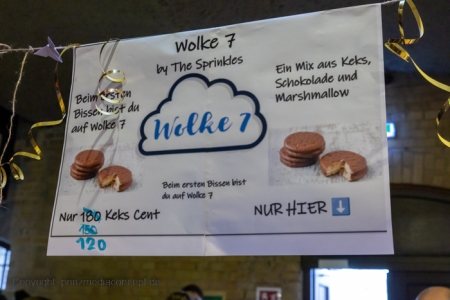 Wolke 7
by The Sprinkles
Beim ersten
Bissen bist du
auf Wolke 7
Wolke 7
Ein Mix aus Keks,
Schokolade und
Marshmallow
Beim ersten Bissen bist
du auf Wolke 7
Nur 180 Keks Cent
150
120
NUR HIER ⬇